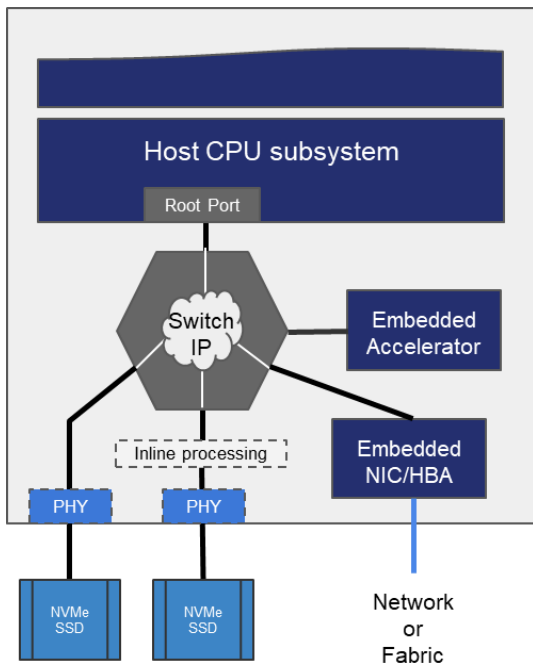 Host CPU subsystem
Root Port
Switch
IP
Embedded
Accelerator
Inline processing
Embedded
NIC/HBA
PHY
PHY
NVMe
SSD
NVMe
SSD
Network
or
Fabric